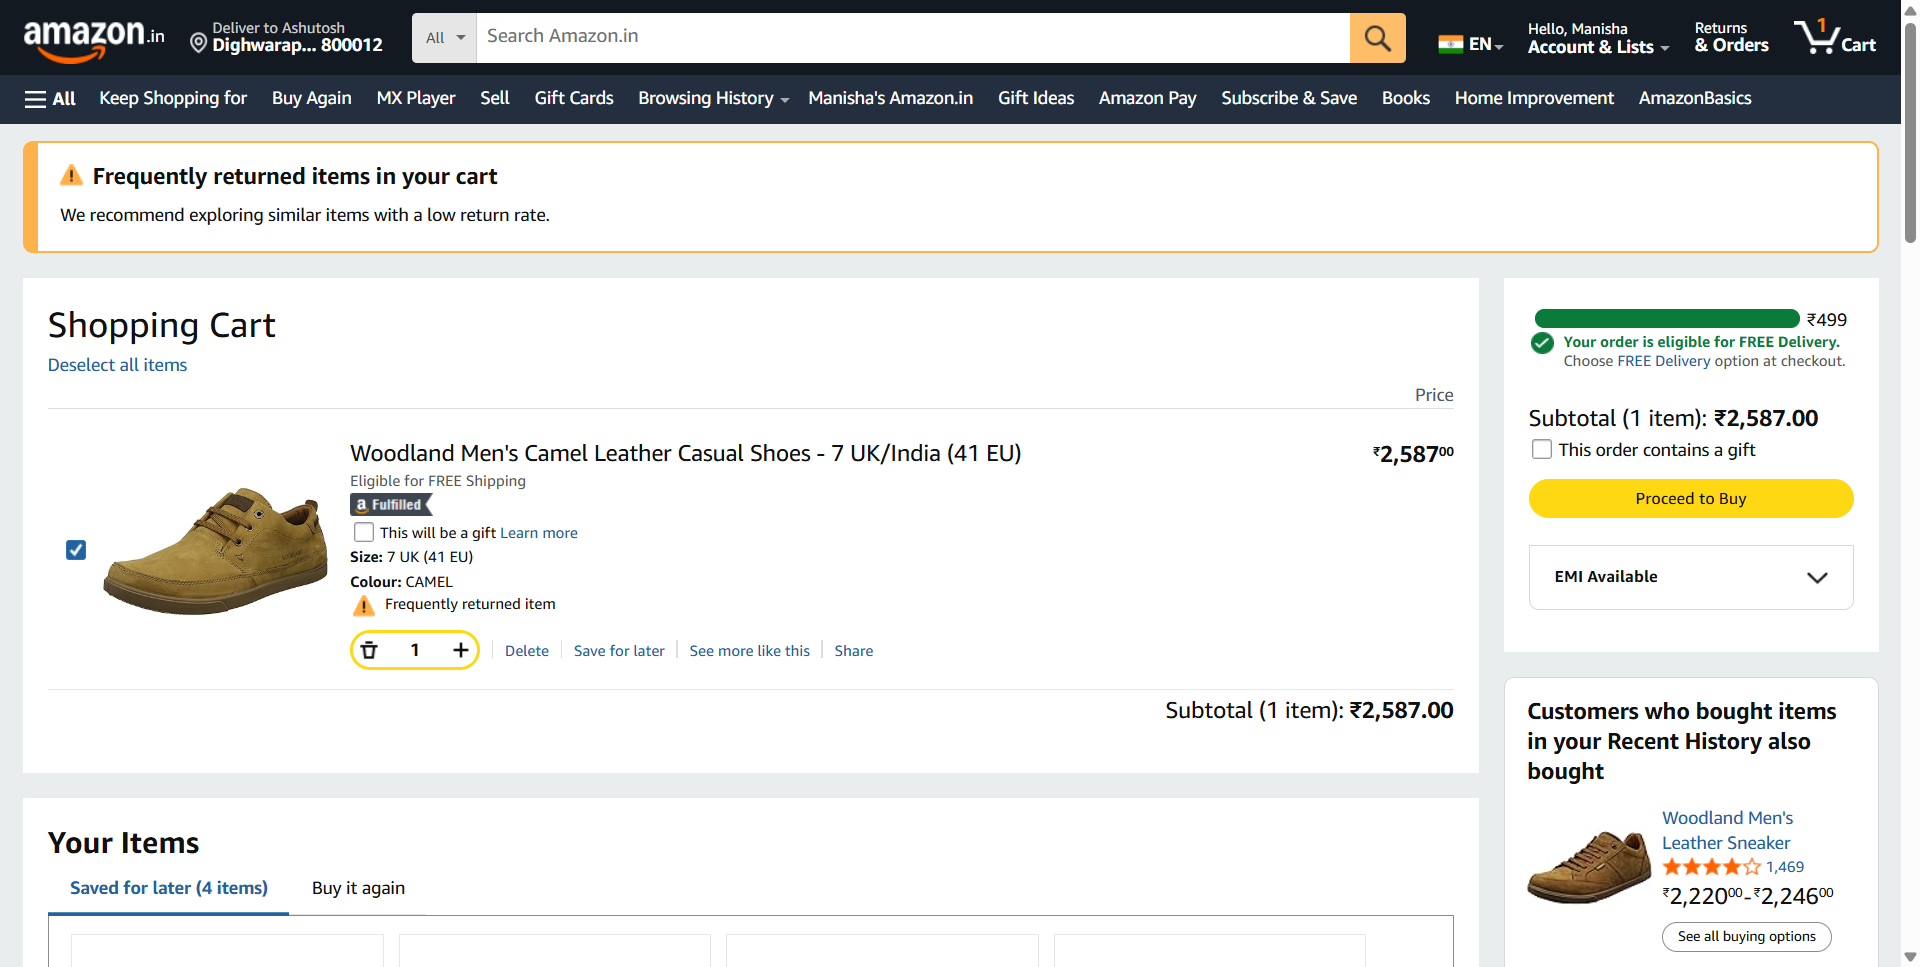 amazon.in
Deliver to Ashutosh
Dighwarap... 800012
All
Search Amazon.in
EN
Hello, Manisha
Account & Lists
Returns
& Orders
1
Cart
All
Keep Shopping for
Buy Again
MX Player
Sell
Gift Cards
Browsing History
Manisha's Amazon.in
Gift Ideas
Amazon Pay
Subscribe & Save
Books
Home Improvement
AmazonBasics
Frequently returned items in your cart
We recommend exploring similar items with a low return rate.
Shopping Cart
Deselect all items
Price
Woodland Men's Camel Leather Casual Shoes - 7 UK/India (41 EU)
₹2,58700
Eligible for FREE Shipping
a Fulfilled
This will be a gift Learn more
Size: 7 UK (41 EU)
Colour: CAMEL
Frequently returned item
1
Delete
Save for later
See more like this
Share
Subtotal (1 item): ₹2,587.00
₹499
Your order is eligible for FREE Delivery.
Choose FREE Delivery option at checkout.
Subtotal (1 item): ₹2,587.00
This order contains a gift
Proceed to Buy
EMI Available
Customers who bought items
in your Recent History also
bought
Woodland Men's
Leather Sneaker
1,469
₹2,22000-₹2,24600
See all buying options
Your Items
Saved for later (4 items)
Buy it again